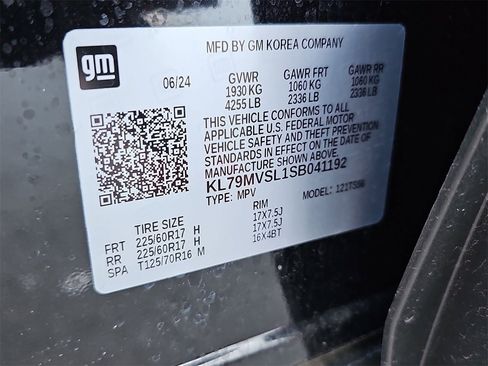 gm
MFD BY GM KOREA COMPANY
06/24 GVWR GAWR FRT GAWR RR
1930 KG 1060 KG 1060 KG
4255 LB 2336 LB 2336 LB
THIS VEHICLE CONFORMS TO ALL
APPLICABLE U.S. FEDERAL MOTOR
VEHICLE SAFETY AND THEFT PREVENTION
STANDARDS IN EFFECT ON THE DATE OF
MANUFACTURE SHOWN ABOVE.
KL79MVSL1SB041192
TYPE: MPV MODEL: 121TS56
TIRE SIZE RIM
FRT 225/60R17 H 17X7.5J
RR 225/60R17 H 17X7.5J
SPA T125/70R16 M 16X4BT